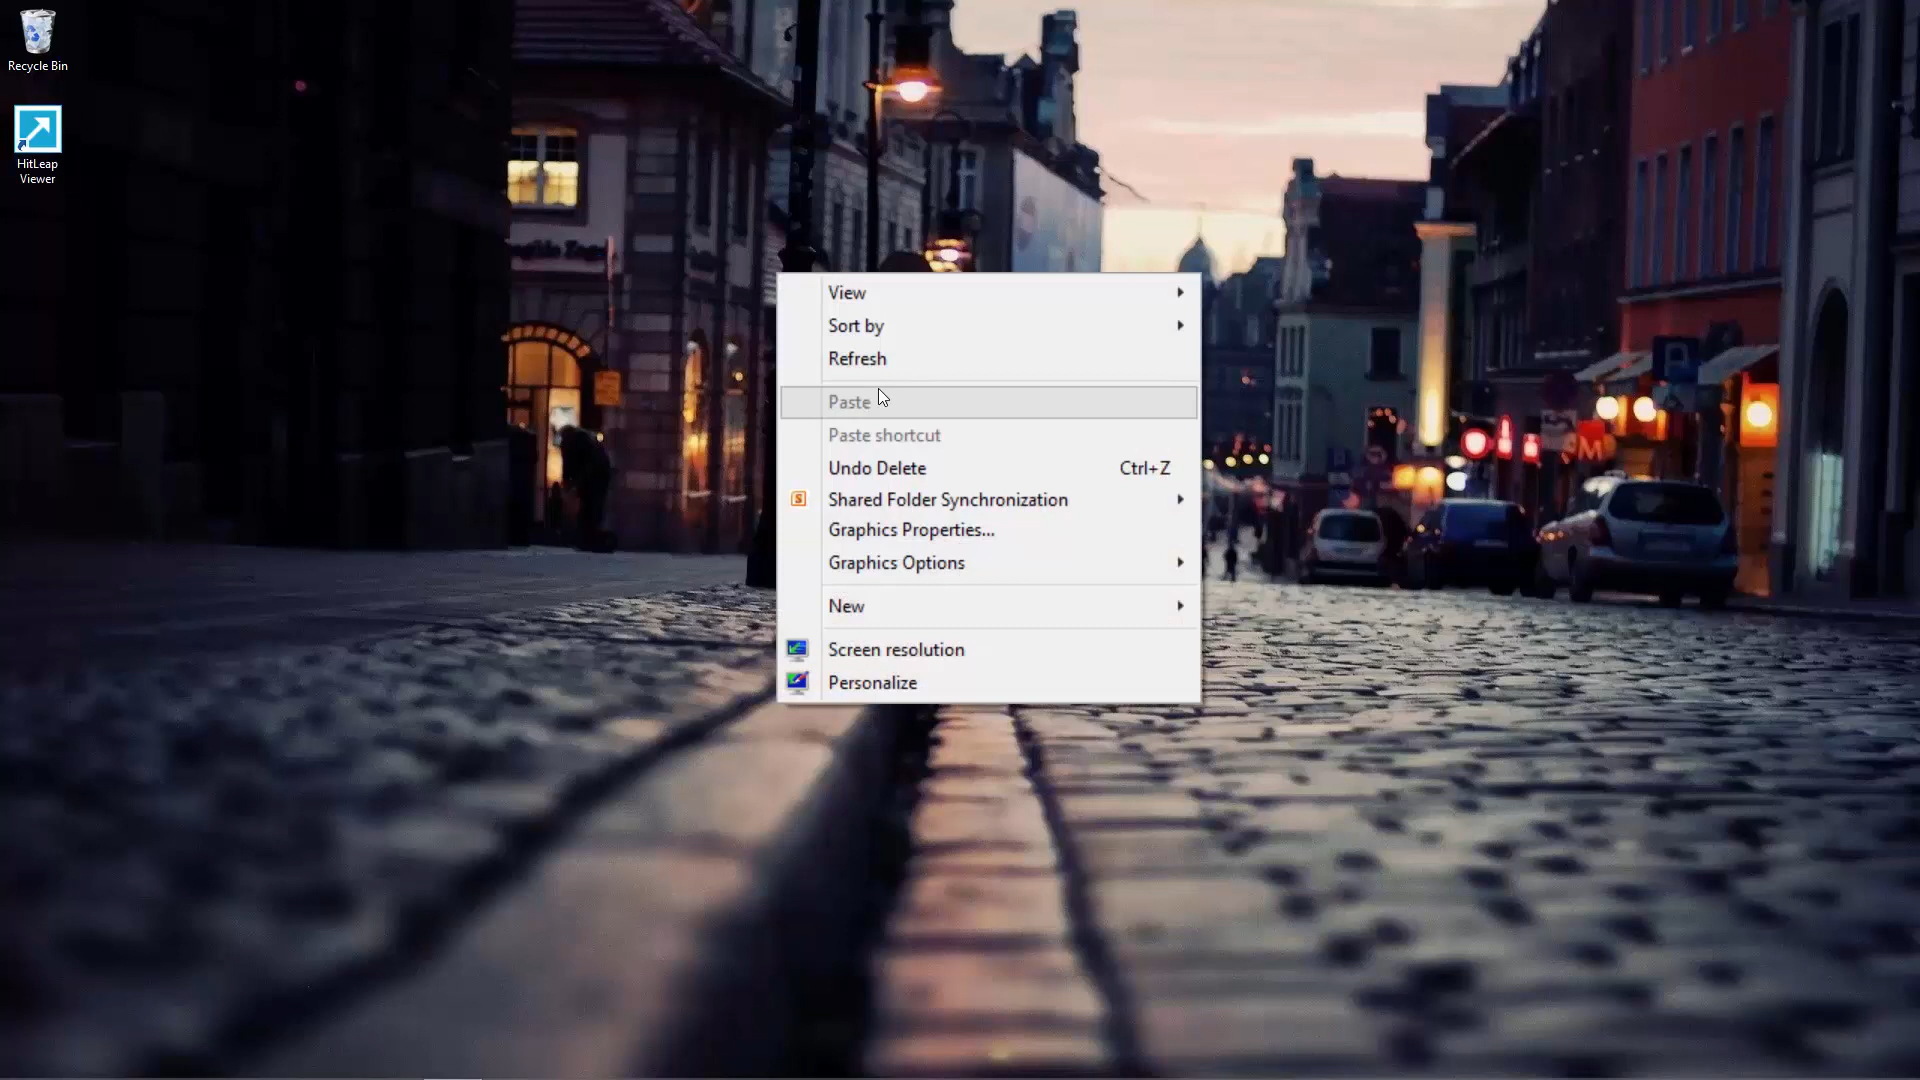 Recycle Bin
HitLeap
Viewer
View
Sort by
Refresh
Paste
Paste shortcut
Undo Delete Ctrl+Z
S
Shared Folder Synchronization
Graphics Properties...
Graphics Options
New
Screen resolution
Personalize
M